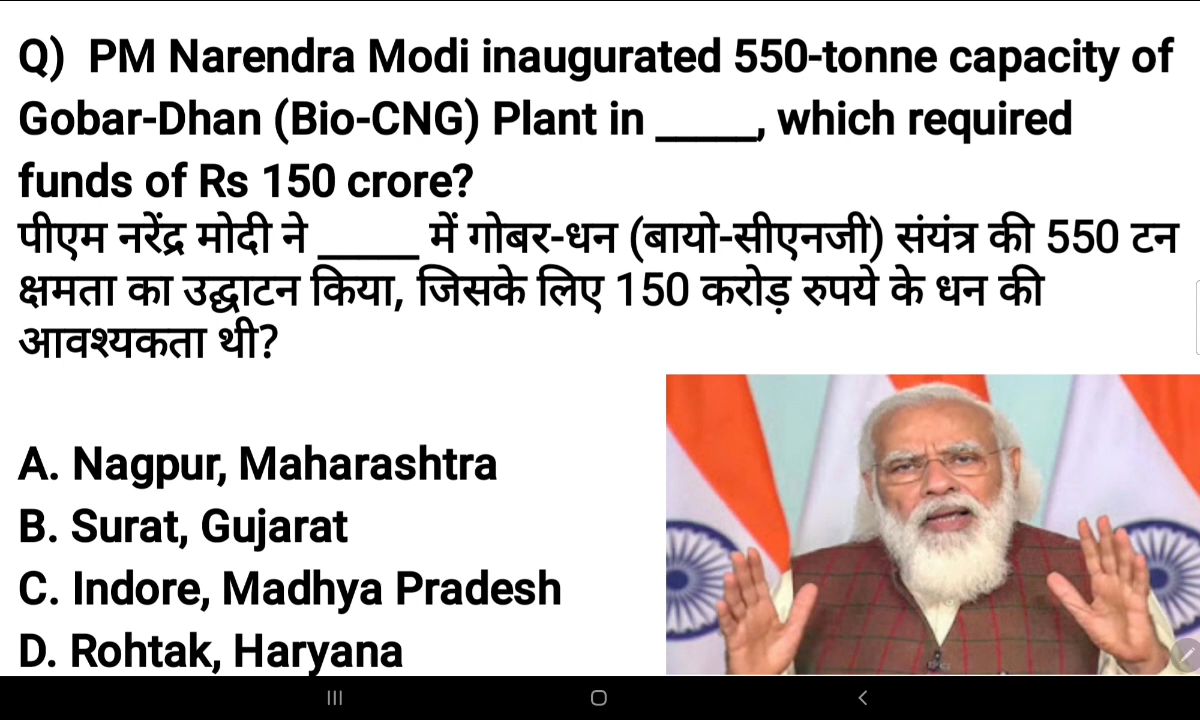 Q) PM Narendra Modi inaugurated 550-tonne capacity of
Gobar-Dhan (Bio-CNG) Plant in _____, which required
funds of Rs 150 crore?
पीएम नरेंद्र मोदी ने _____ में गोबर-धन (बायो-सीएनजी) संयंत्र की 550 टन
क्षमता का उद्घाटन किया, जिसके लिए 150 करोड़ रुपये के धन की
आवश्यकता थी?
A. Nagpur, Maharashtra
B. Surat, Gujarat
C. Indore, Madhya Pradesh
D. Rohtak, Haryana